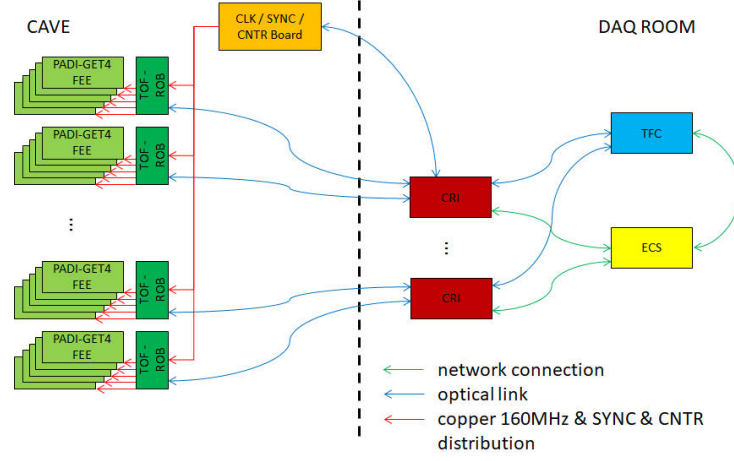 CAVE
CLK / SYNC /
CNTR Board
DAQ ROOM
PADI-GET4
FEE
TOF -
ROB
PADI-GET4
FEE
TOF -
ROB
...
PADI-GET4
FEE
TOF -
ROB
PADI-GET4
FEE
TOF -
ROB
CRI
...
CRI
TFC
ECS
network connection
optical link
copper 160MHz & SYNC & CNTR
distribution